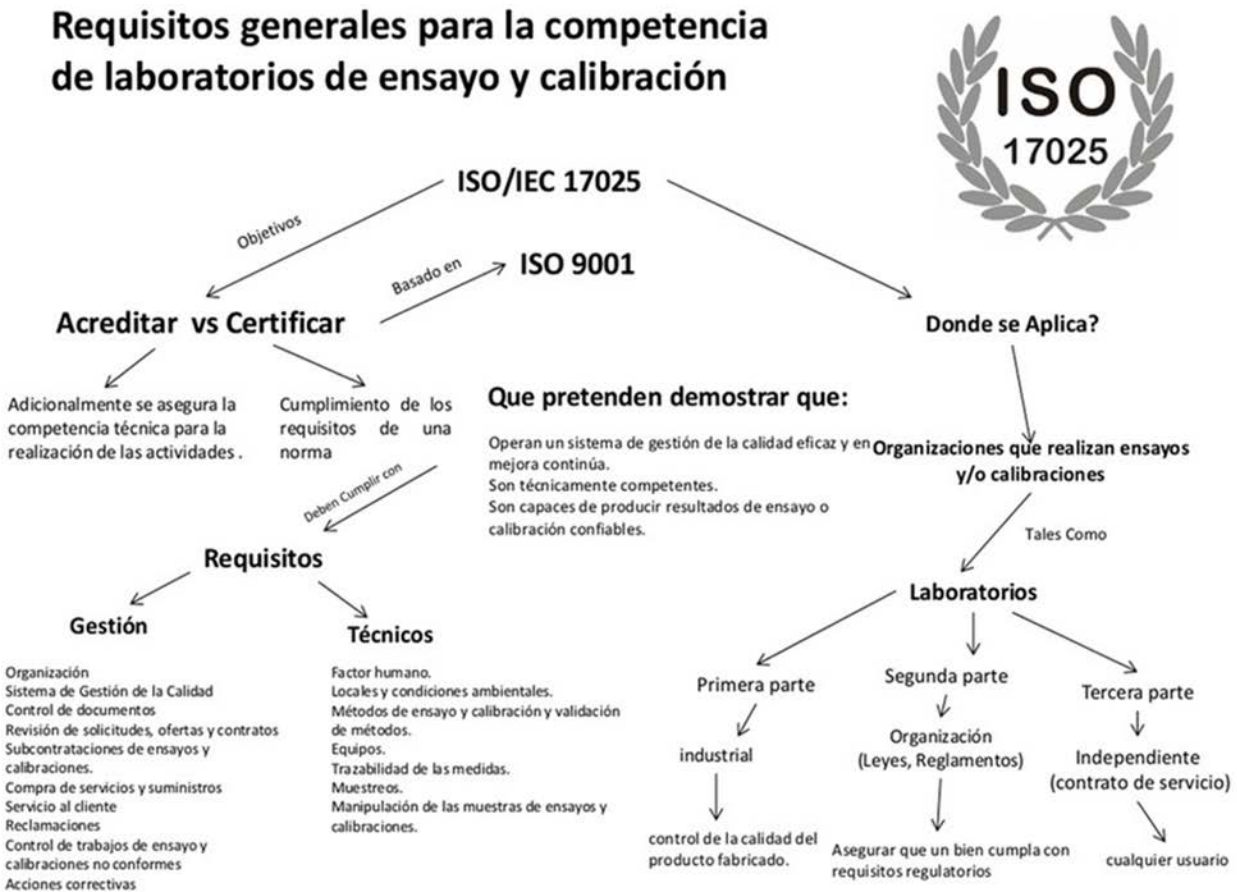 Requisitos generales para la competencia
de laboratorios de ensayo y calibración
ISO
17025
ISO/IEC 17025
Objetivos
Basado en
ISO 9001
Acreditar vs Certificar
Donde se Aplica?
Adicionalmente se asegura la
competencia técnica para la
realización de las actividades .
Cumplimiento de los
requisitos de una
norma
Que pretenden demostrar que:
Operan un sistema de gestión de la calidad eficaz y en
mejora continúa.
Son técnicamente competentes.
Son capaces de producir resultados de ensayo o
calibración confiables.
Organizaciones que realizan ensayos
y/o calibraciones
Deben Cumplir con
Tales Como
Requisitos
Laboratorios
Gestión
Organización
Sistema de Gestión de la Calidad
Control de documentos
Revisión de solicitudes, ofertas y contratos
Subcontrataciones de ensayos y
calibraciones.
Compra de servicios y suministros
Servicio al cliente
Reclamaciones
Control de trabajos de ensayo y
calibraciones no conformes
Acciones correctivas
Técnicos
Factor humano.
Locales y condiciones ambientales.
Métodos de ensayo y calibración y validación
de métodos.
Equipos.
Trazabilidad de las medidas.
Muestreos.
Manipulación de las muestras de ensayos y
calibraciones.
Primera parte
industrial
control de la calidad del
producto fabricado.
Segunda parte
Organización
(Leyes, Reglamentos)
Asegurar que un bien cumpla con
requisitos regulatorios
Tercera parte
Independiente
(contrato de servicio)
cualquier usuario